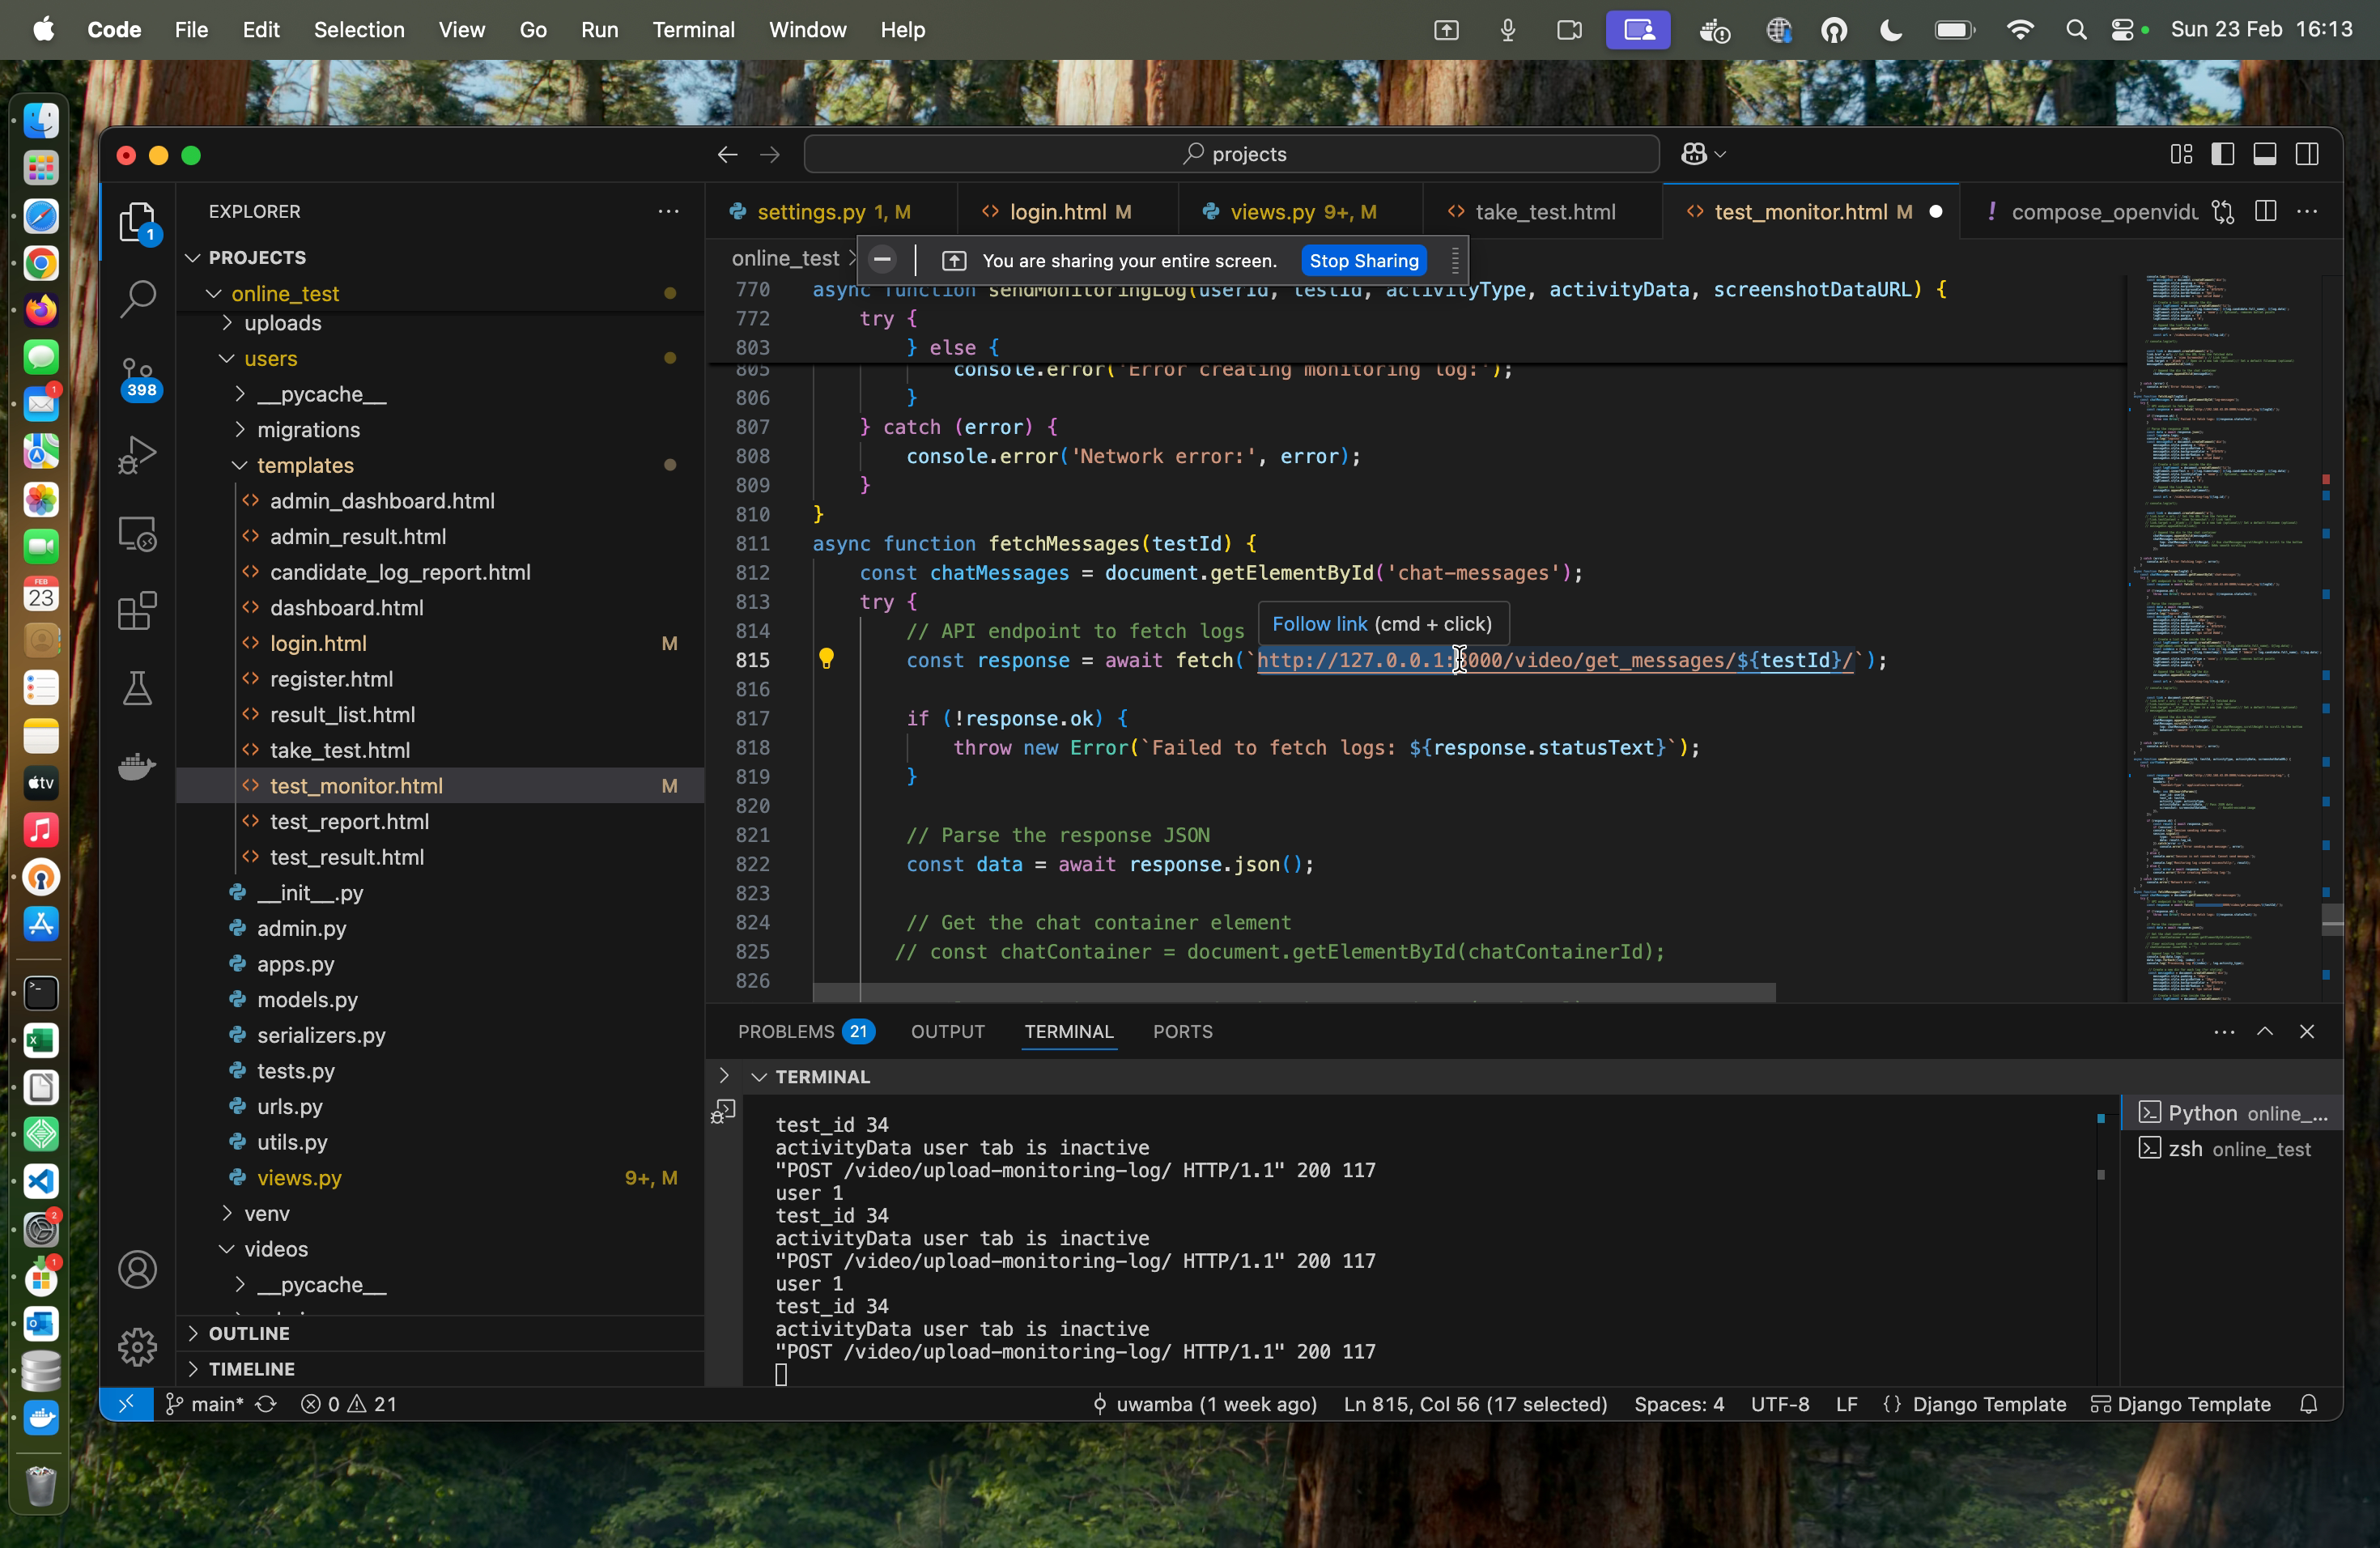 Code File Edit Selection View Go Run Terminal Window Help Sun 23 Feb 16:13
projects
EXPLORER
PROJECTS
online_test
uploads
users
__pycache__
migrations
templates
admin_dashboard.html
admin_result.html
candidate_log_report.html
dashboard.html
login.html M
register.html
result_list.html
take_test.html
test_monitor.html M
test_report.html
test_result.html
__init__.py
admin.py
apps.py
models.py
serializers.py
tests.py
urls.py
utils.py
views.py 9+, M
venv
videos
__pycache__
OUTLINE
TIMELINE
1
398
FEB
23
tv
settings.py 1, M login.html M views.py 9+, M take_test.html test_monitor.html M compose_openvidu
online_test
You are sharing your entire screen. Stop Sharing
770 async function sendMonitoringLog(userId, testId, activityType, activityData, screenshotDataURL) {
772 try {
803 } else {
805 console.error('Error creating monitoring log:');
806 }
807 } catch (error) {
808 console.error('Network error:', error);
809 }
810 }
811 async function fetchMessages(testId) {
812 const chatMessages = document.getElementById('chat-messages');
813 try {
814 // API endpoint to fetch logs
Follow link (cmd + click)
815 const response = await fetch(`http://127.0.0.1:8000/video/get_messages/${testId}/`);
816
817 if (!response.ok) {
818 throw new Error(`Failed to fetch logs: ${response.statusText}`);
819 }
820
821 // Parse the response JSON
822 const data = await response.json();
823
824 // Get the chat container element
825 // const chatContainer = document.getElementById(chatContainerId);
826
PROBLEMS 21 OUTPUT TERMINAL PORTS
TERMINAL
test_id 34
activityData user tab is inactive
"POST /video/upload-monitoring-log/ HTTP/1.1" 200 117
user 1
test_id 34
activityData user tab is inactive
"POST /video/upload-monitoring-log/ HTTP/1.1" 200 117
user 1
test_id 34
activityData user tab is inactive
"POST /video/upload-monitoring-log/ HTTP/1.1" 200 117
Python online_...
zsh online_test
main* 0 21 uwamba (1 week ago) Ln 815, Col 56 (17 selected) Spaces: 4 UTF-8 LF {} Django Template Django Template